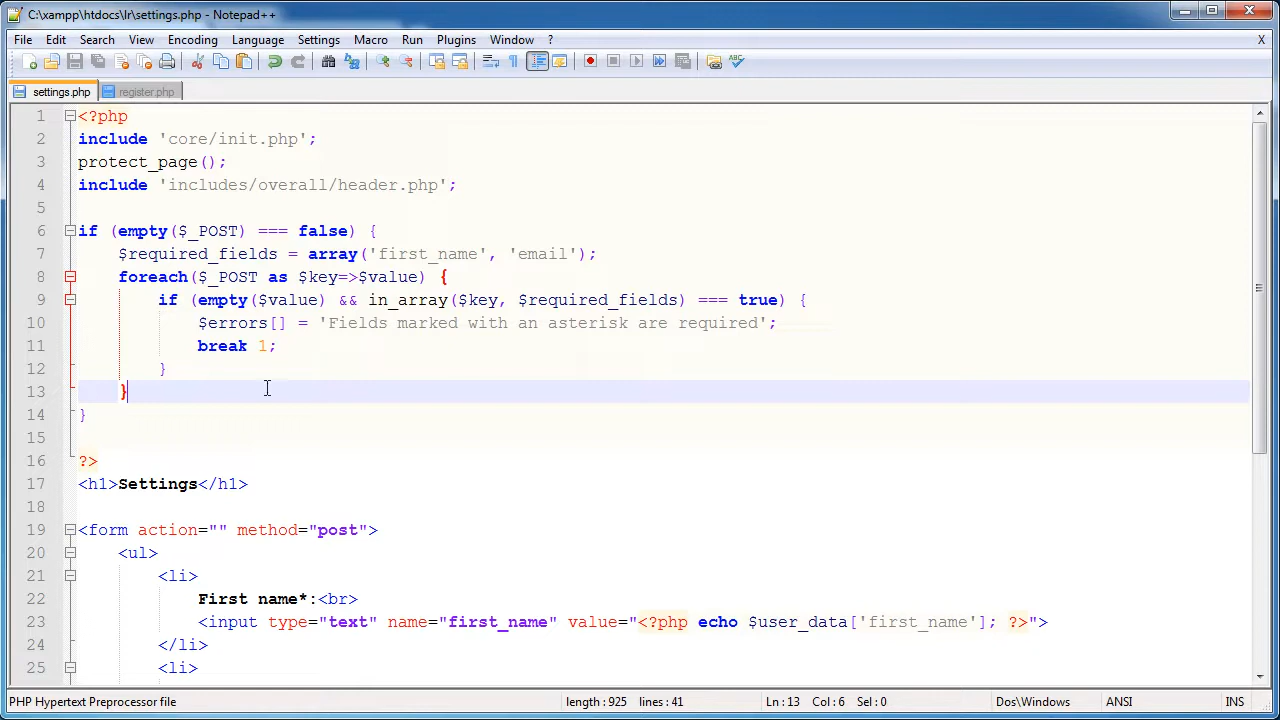 C:\xampp\htdocs\lr\settings.php - Notepad++
File Edit Search View Encoding Language Settings Macro Run Plugins Window ? X
settings.php register.php
1 <?php
2 include 'core/init.php';
3 protect_page();
4 include 'includes/overall/header.php';
5
6 if (empty($_POST) === false) {
7 $required_fields = array('first_name', 'email');
8 foreach($_POST as $key=>$value) {
9 if (empty($value) && in_array($key, $required_fields) === true) {
10 $errors[] = 'Fields marked with an asterisk are required';
11 break 1;
12 }
13 }
14 }
15
16 ?>
17 <h1>Settings</h1>
18
19 <form action="" method="post">
20 <ul>
21 <li>
22 First name*:<br>
23 <input type="text" name="first_name" value="<?php echo $user_data['first_name']; ?>">
24 </li>
25 <li>
PHP Hypertext Preprocessor file length : 925 lines : 41 Ln : 13 Col : 6 Sel : 0 Dos\Windows ANSI INS